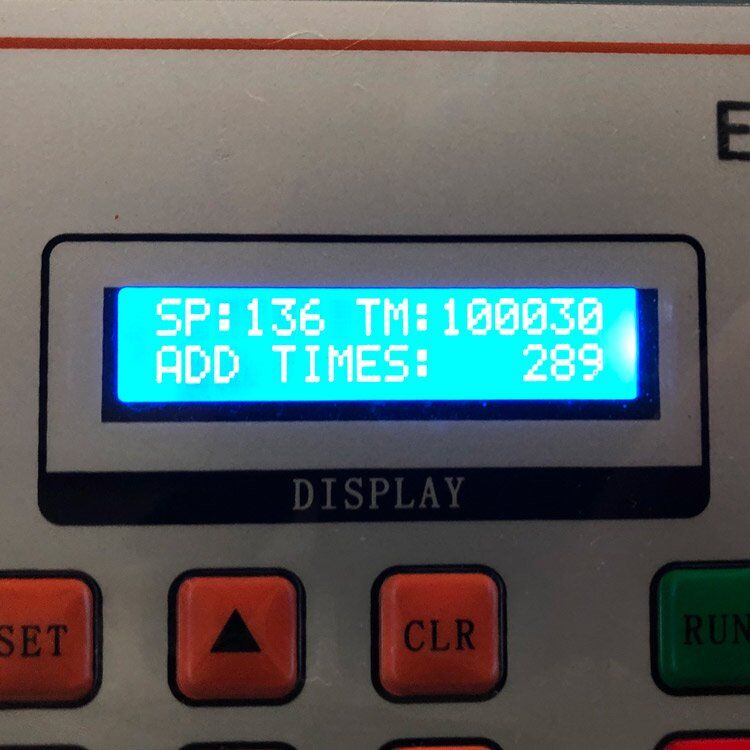 E
SP:136 TM:100030
ADD TIMES: 289
DISPLAY
SET
▲
CLR
RUN